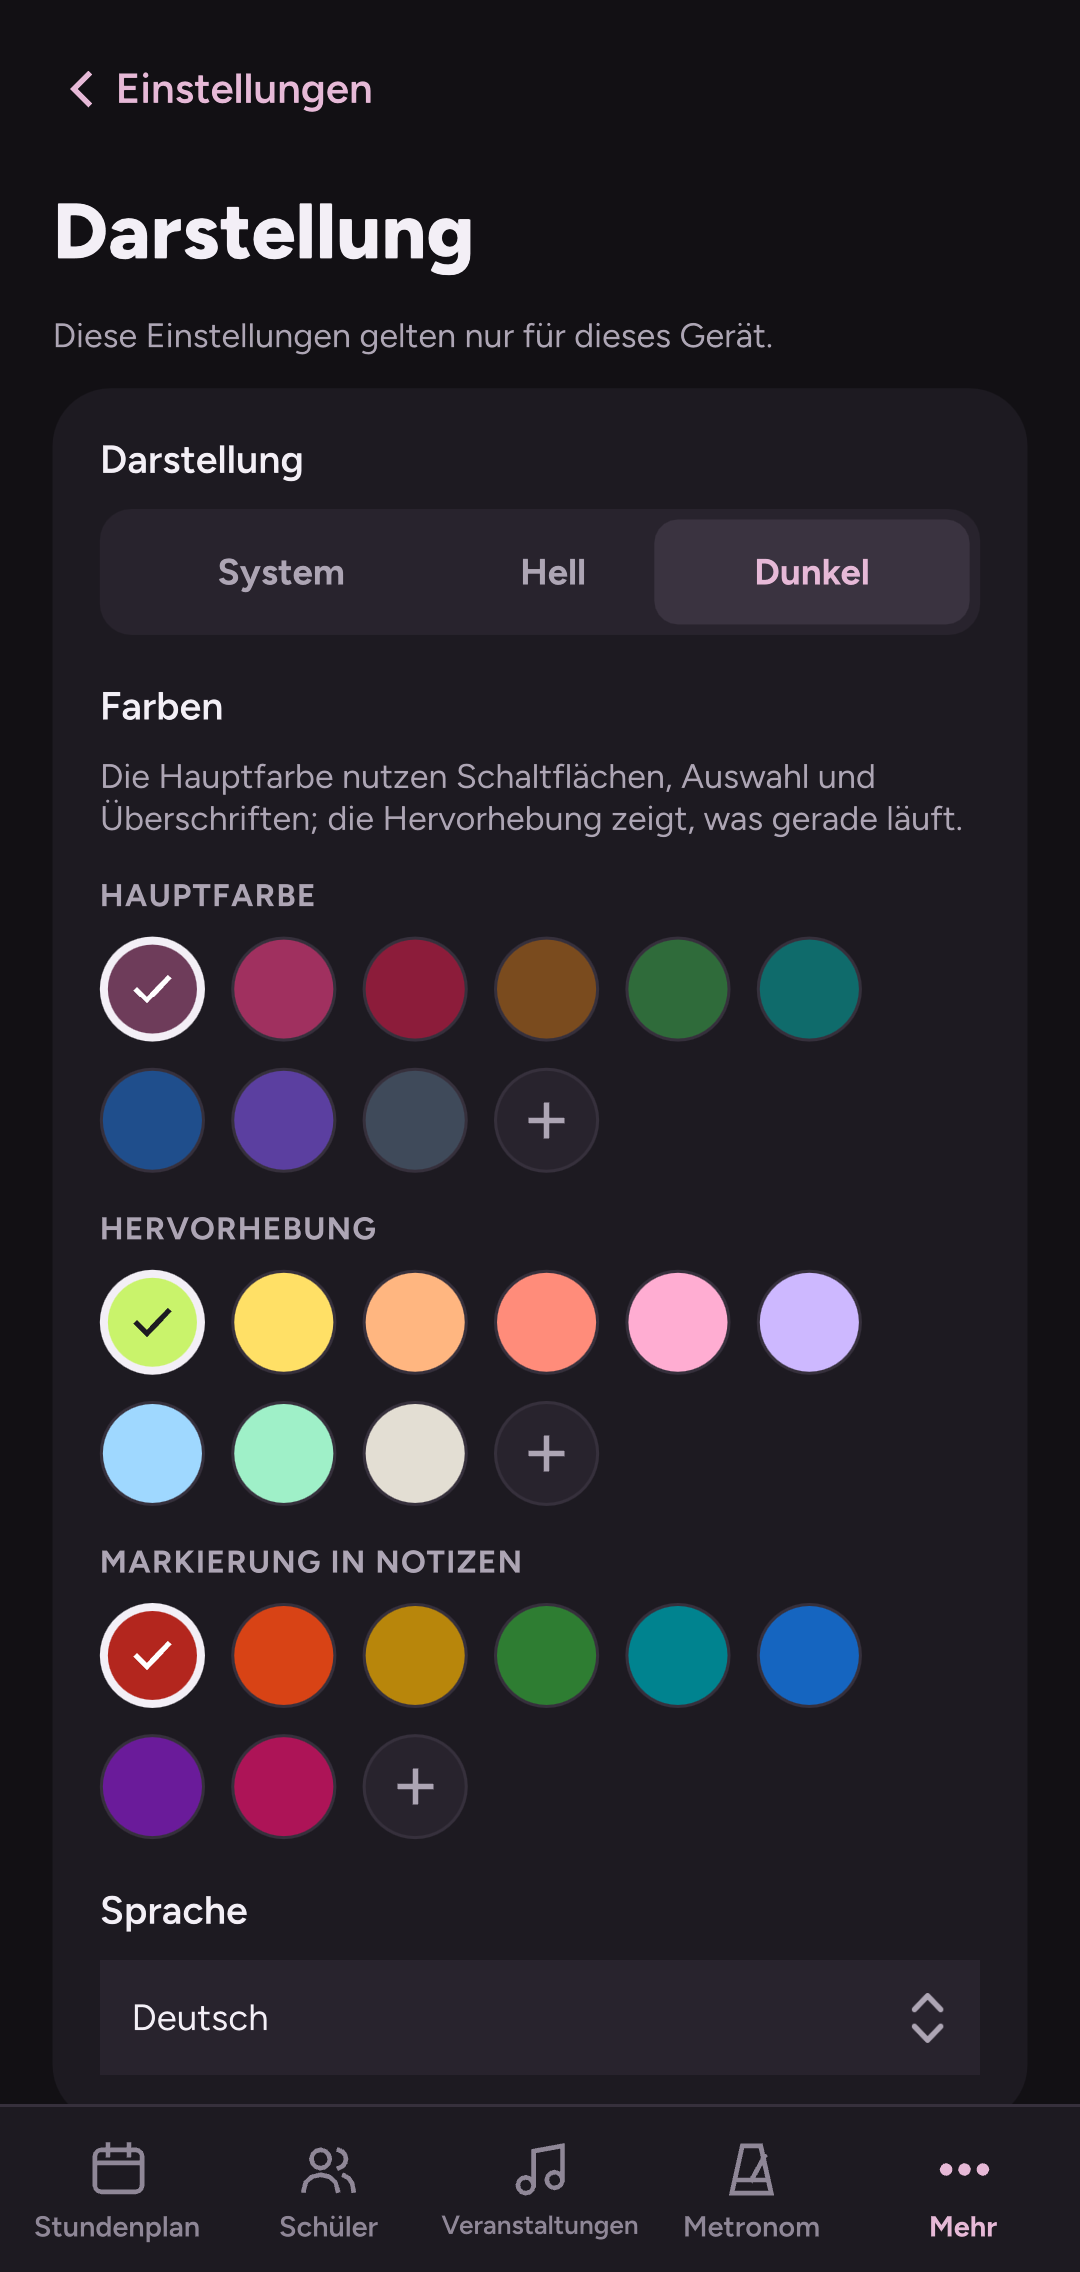 Einstellungen
Darstellung
Diese Einstellungen gelten nur für dieses Gerät.
Darstellung
System Hell Dunkel
Farben
Die Hauptfarbe nutzen Schaltflächen, Auswahl und
Überschriften; die Hervorhebung zeigt, was gerade läuft.
HAUPTFARBE
HERVORHEBUNG
MARKIERUNG IN NOTIZEN
Sprache
Deutsch
Stundenplan Schüler Veranstaltungen Metronom Mehr